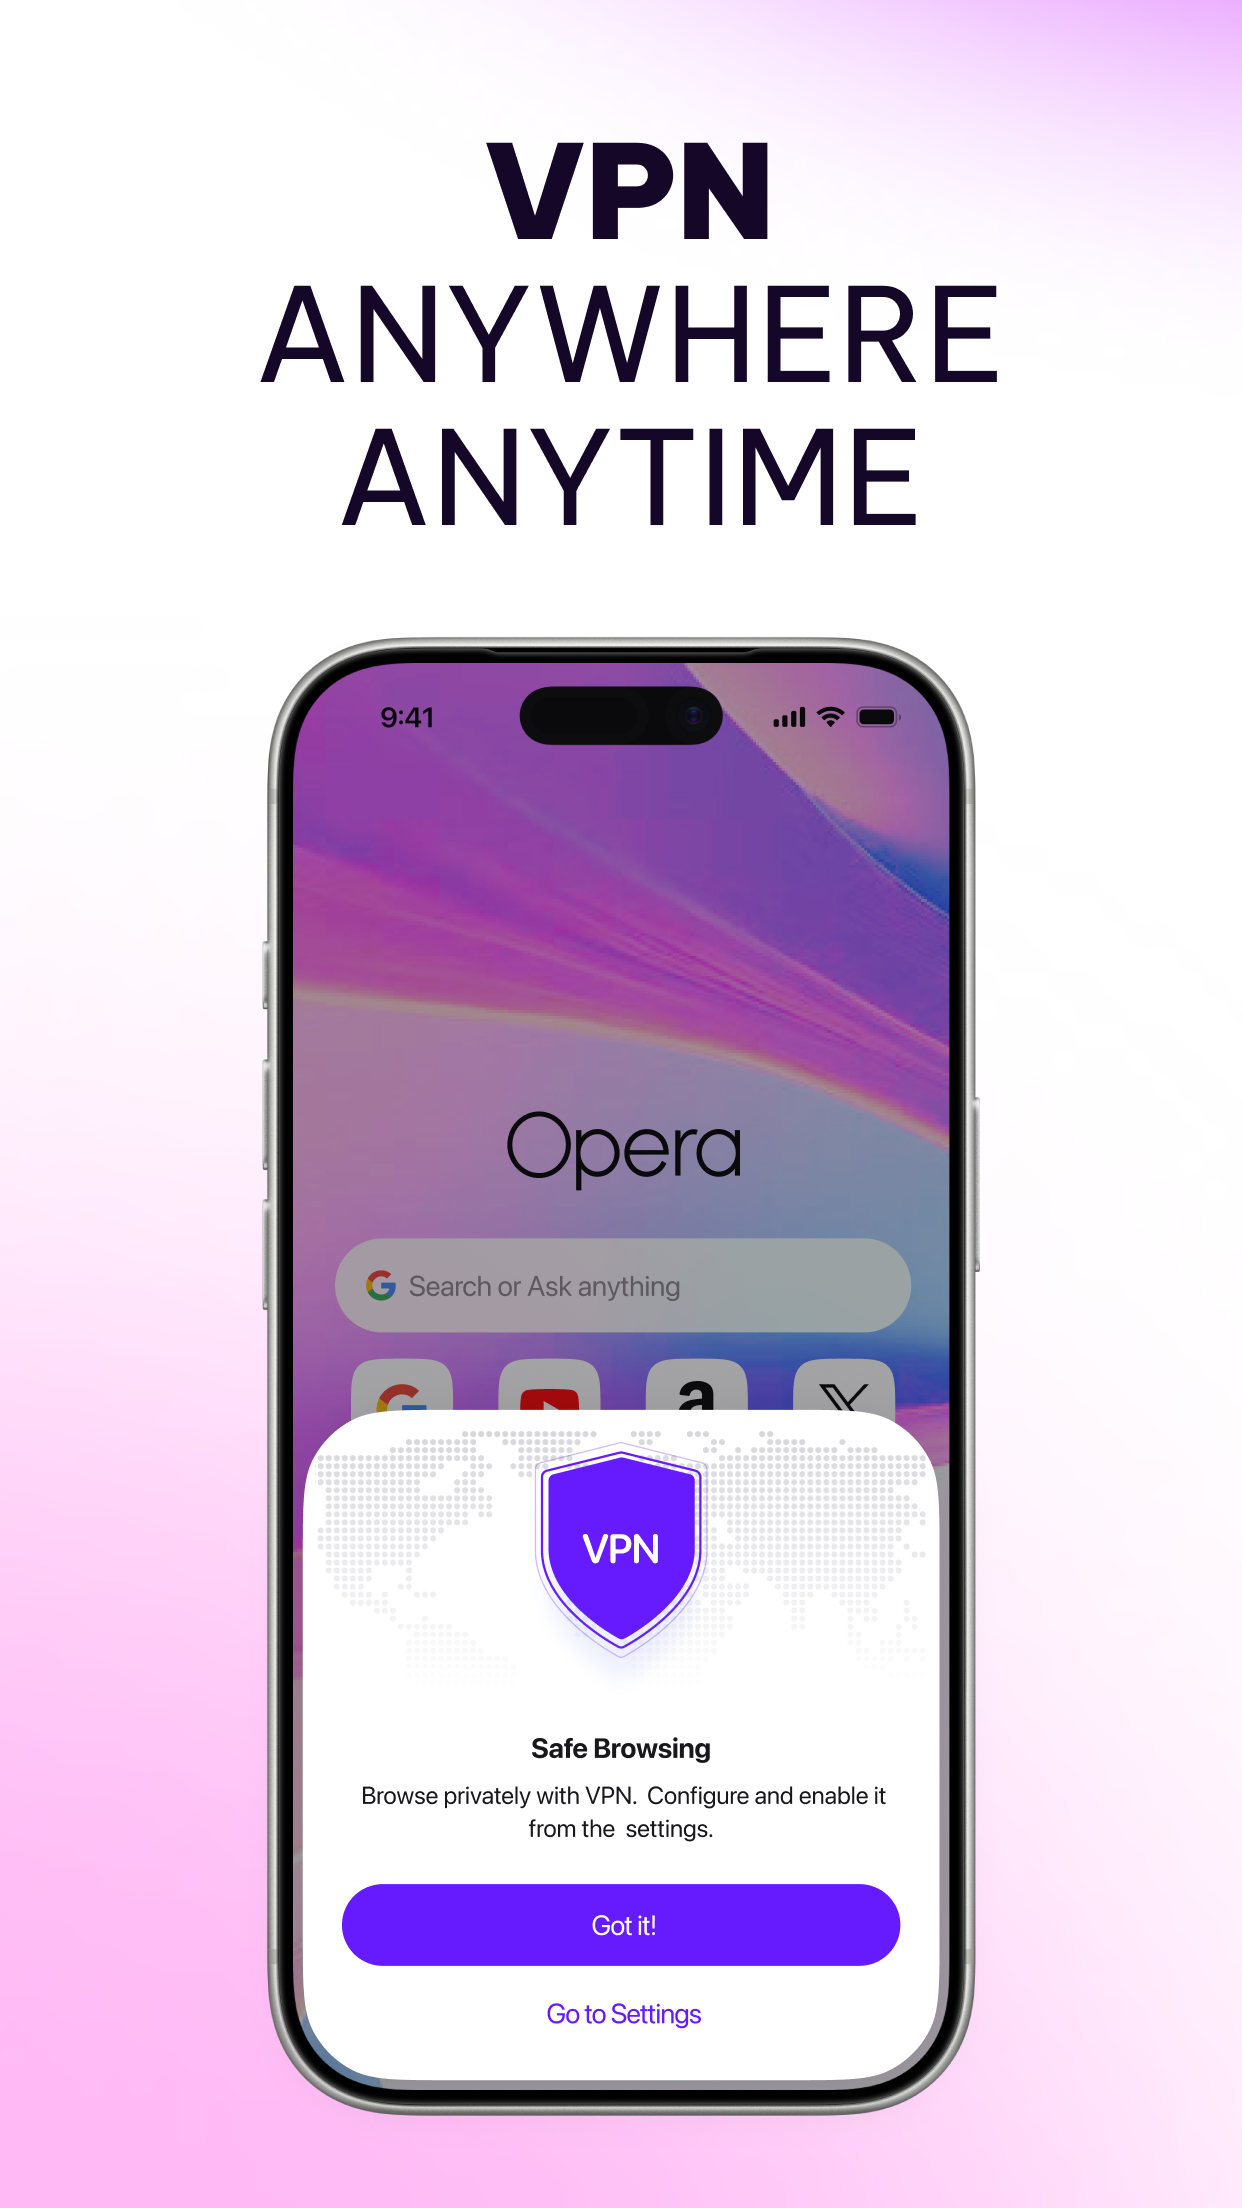 VPN
ANYWHERE
ANYTIME
9:41
Opera
Search or Ask anything
a
VPN
Safe Browsing
Browse privately with VPN.  Configure and enable it
from the  settings.
Got it!
Go to Settings